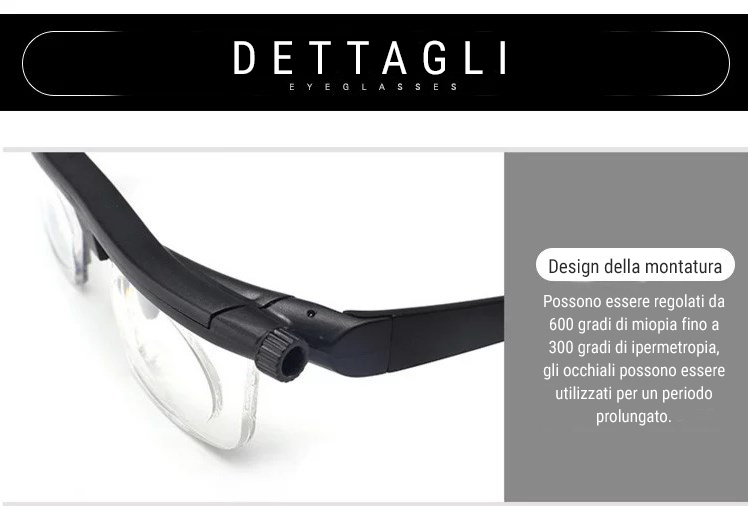 DETTAGLI
EYEGLASSES
Design della montatura
Possono essere regolati da
600 gradi di miopia fino a
300 gradi di ipermetropia,
gli occhiali possono essere
utilizzati per un periodo
prolungato.